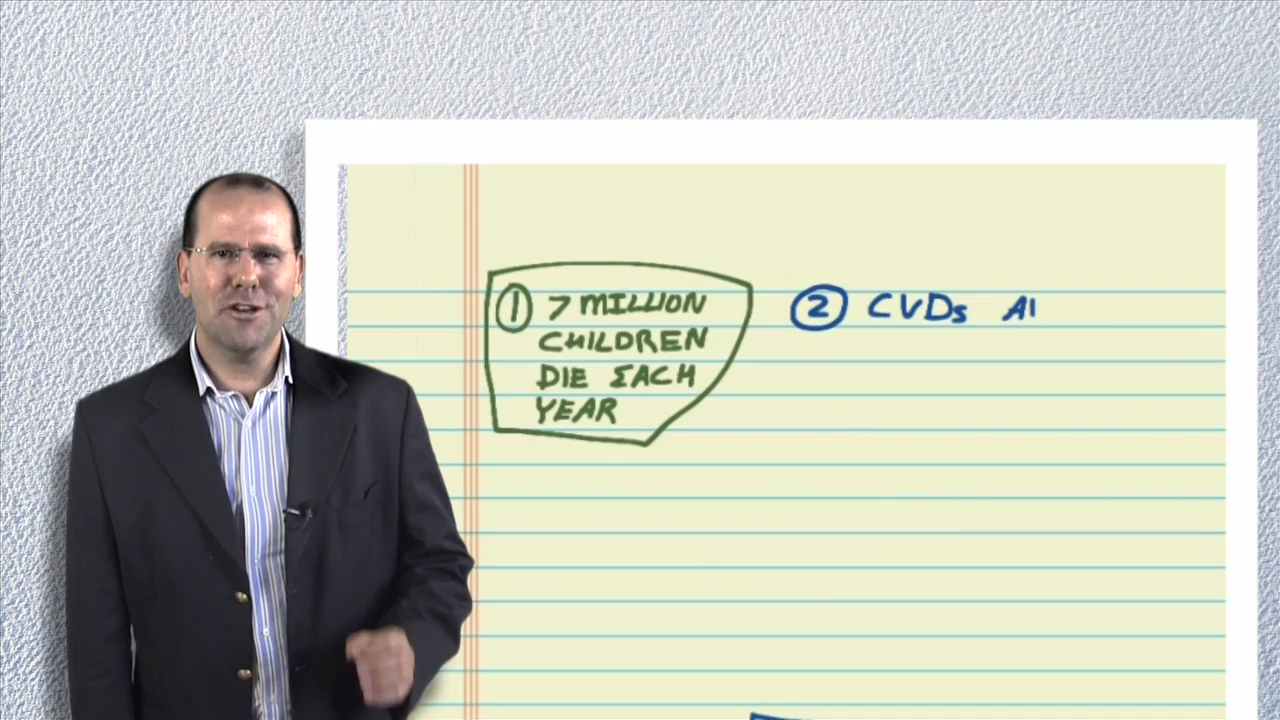 ① 7 MILLION
CHILDREN
DIE EACH
YEAR
② CVDs